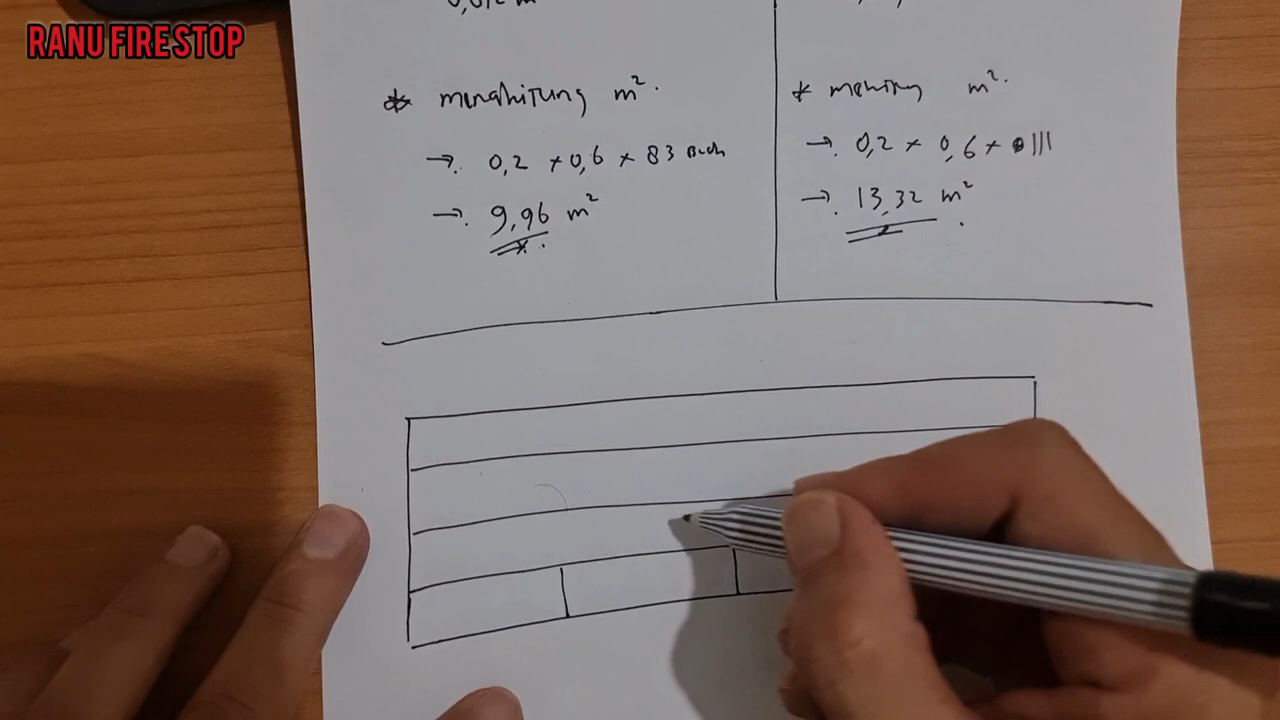 RANU FIRE STOP
* menghitung m².
→. 0,2 × 0,6 × 83 Buah
→. 9,96 m²
* m².
→. 0,2 × 0,6 × 111
→. 13,32 m²